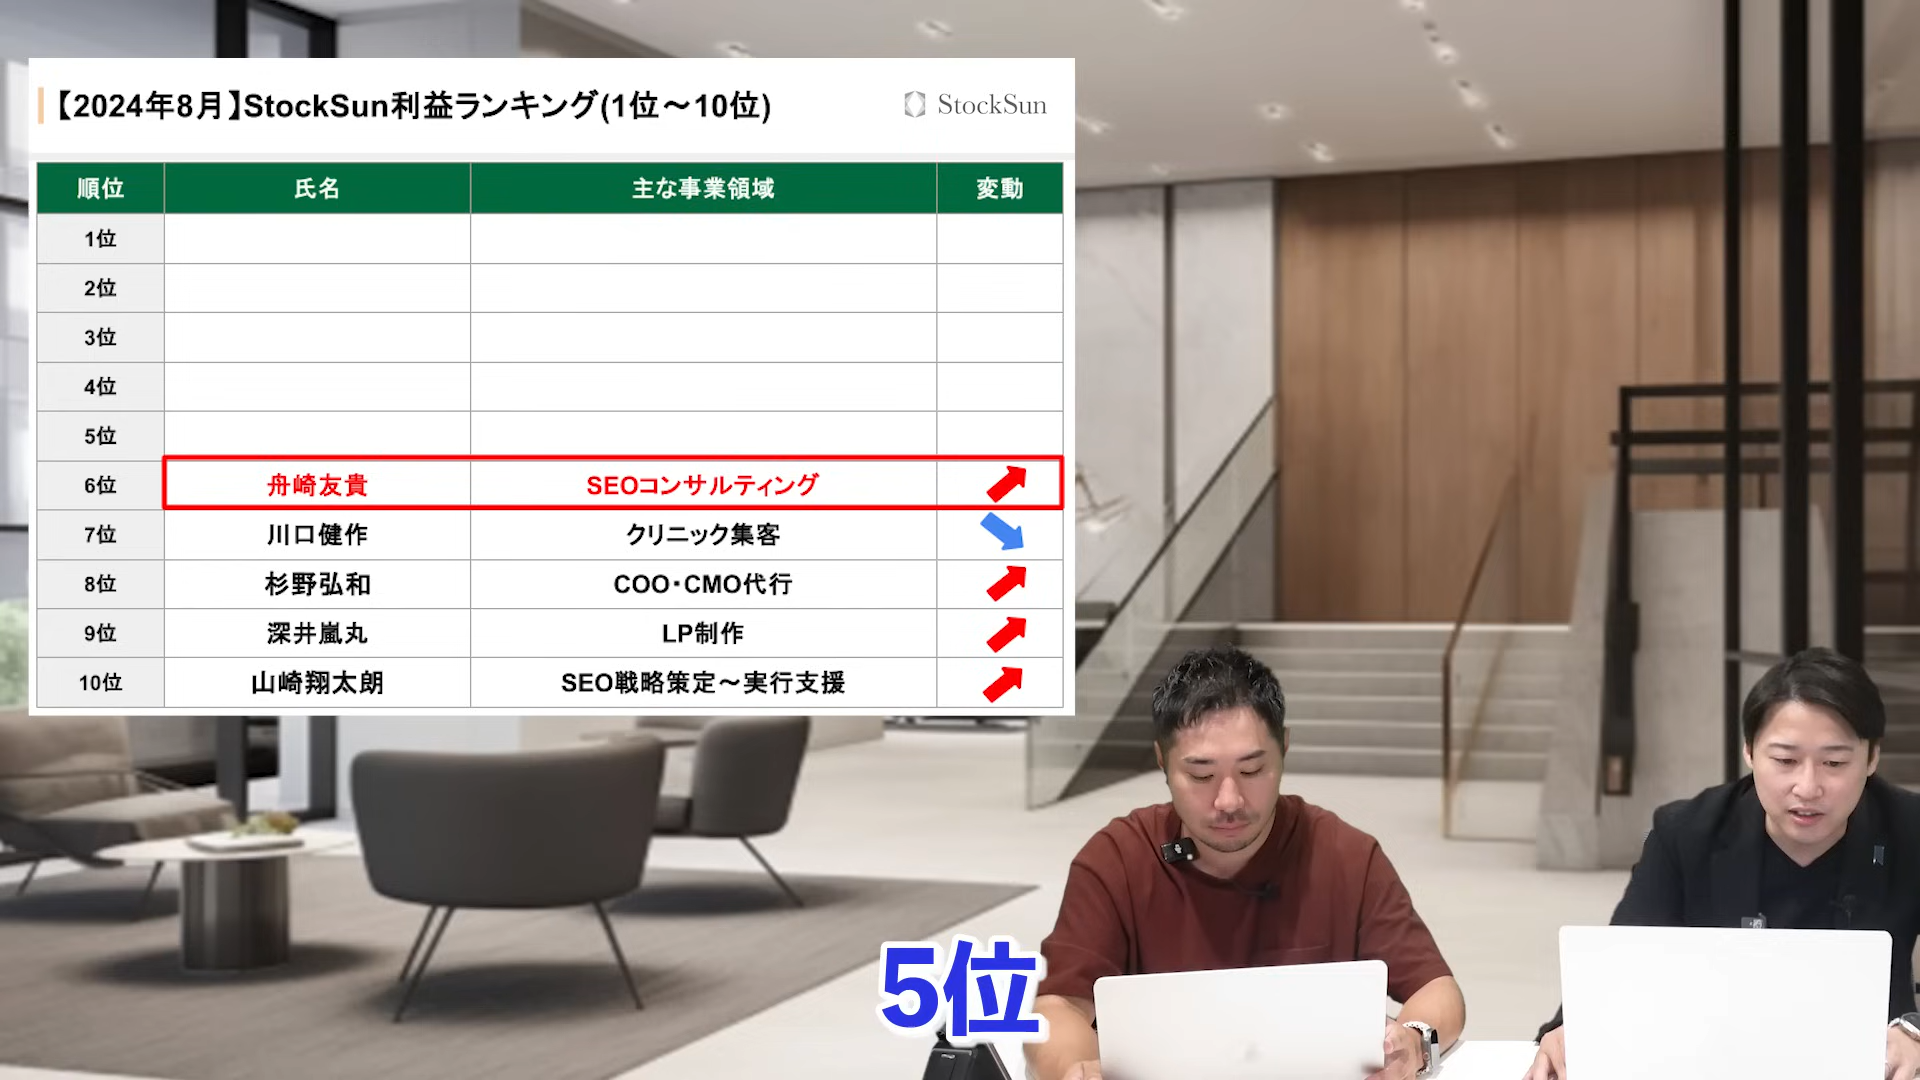 【2024年8月】StockSun利益ランキング(1位～10位)
StockSun
順位 氏名 主な事業領域 変動
1位
2位
3位
4位
5位
6位 舟崎友貴 SEOコンサルティング
7位 川口健作 クリニック集客
8位 杉野弘和 COO・CMO代行
9位 深井嵐丸 LP制作
10位 山崎翔太朗 SEO戦略策定～実行支援
5位